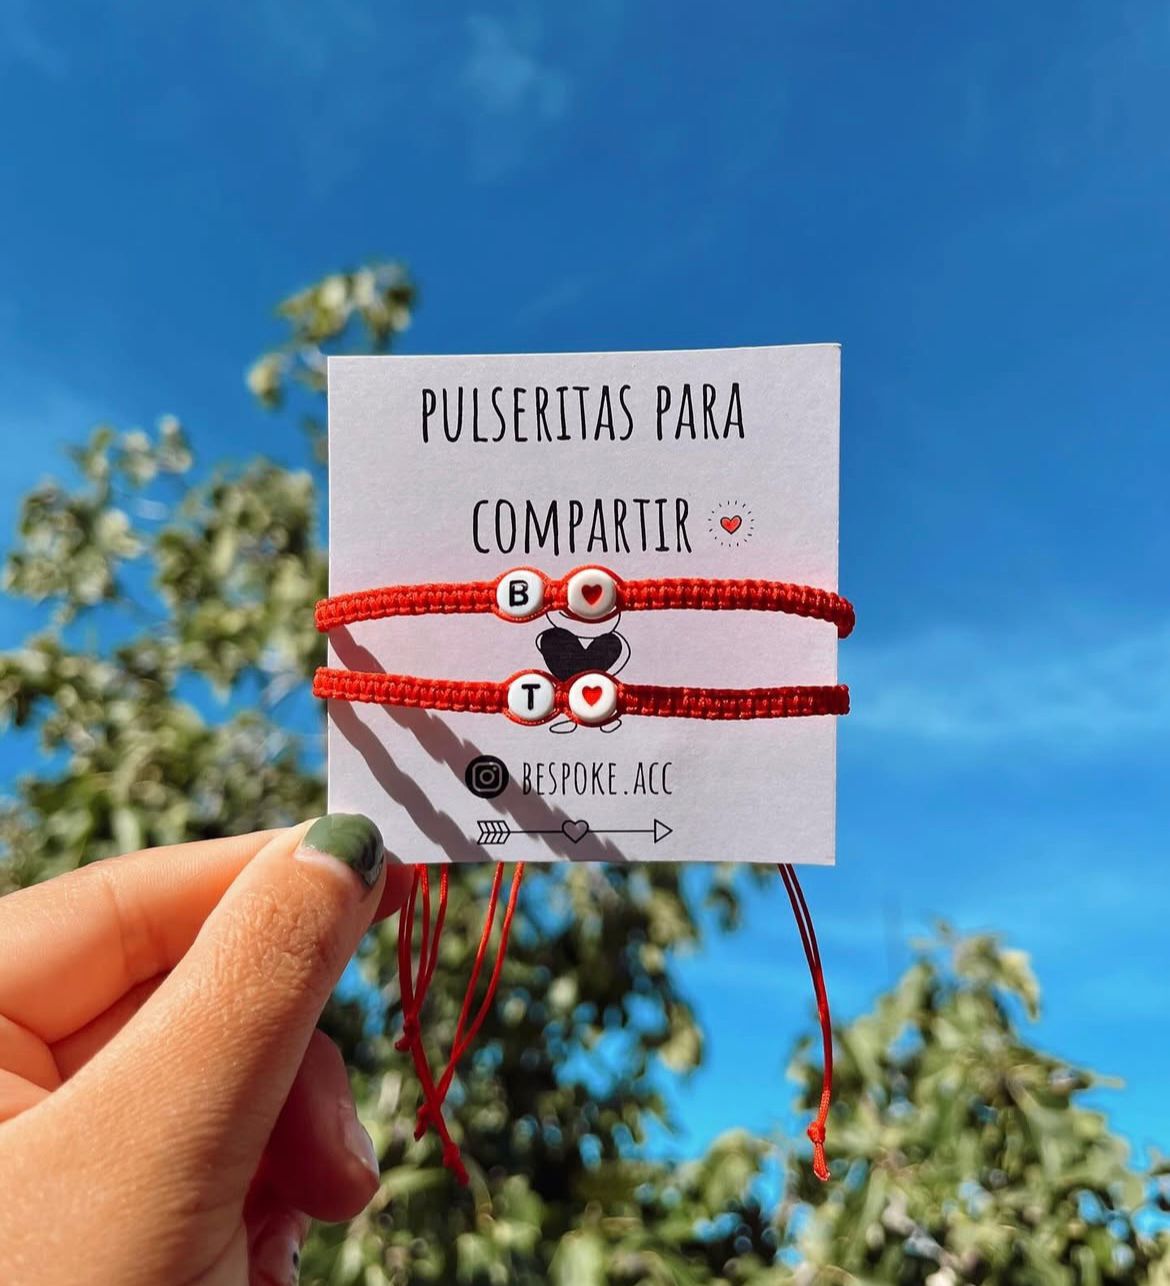 PULSERITAS PARA
COMPARTIR
B
T
BESPOKE.ACC